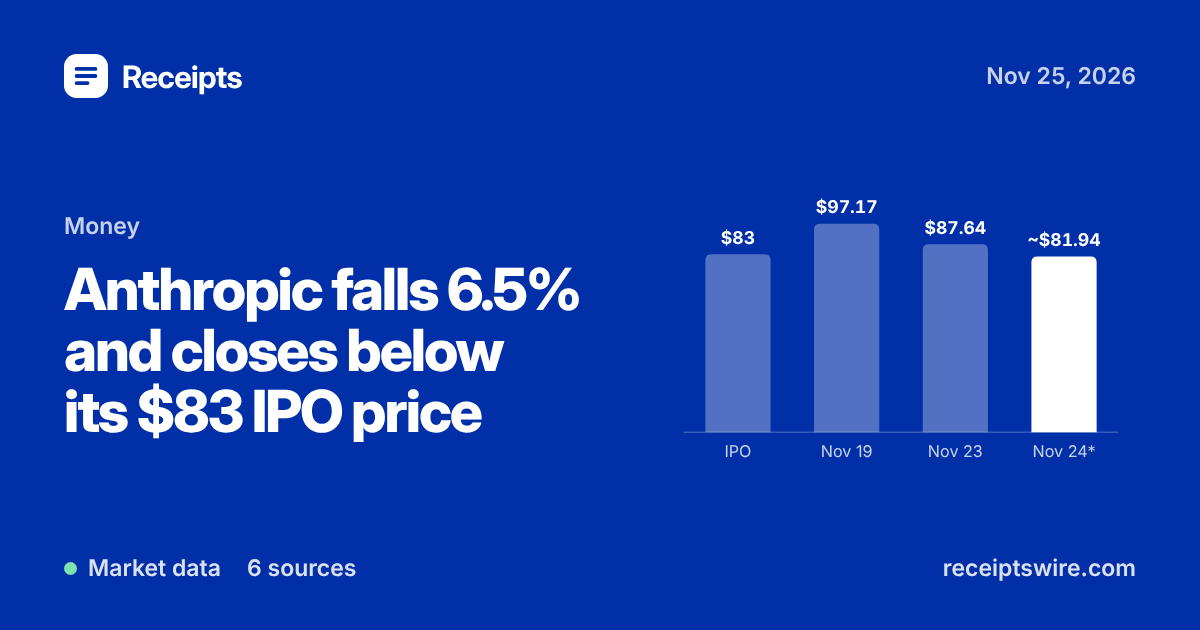 Receipts
Nov 25, 2026
Money
Anthropic falls 6.5%
and closes below
its $83 IPO price
$83
$97.17
$87.64
~$81.94
IPO
Nov 19
Nov 23
Nov 24*
Market data
6 sources
receiptswire.com